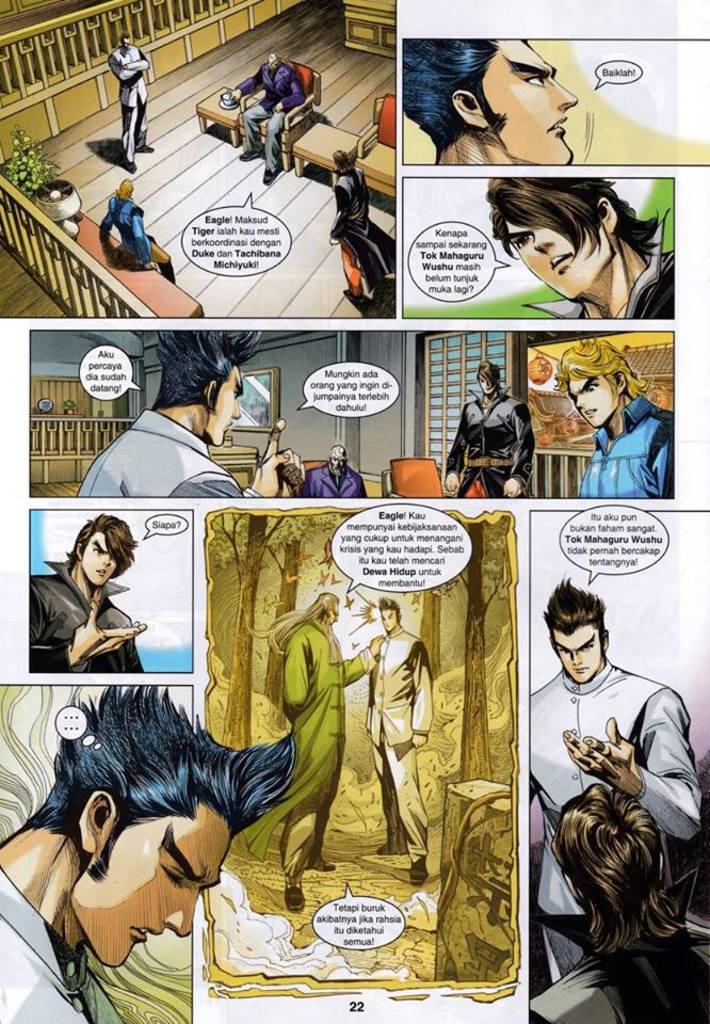 Eagle! Maksud
Tiger ialah kau mesti
berkoordinasi dengan
Duke dan Tachibana
Michiyuki!
Baiklah!
Kenapa
sampai sekarang
Tok Mahaguru
Wushu masih
belum tunjuk
muka lagi?
Aku
percaya
dia sudah
datang!
Mungkin ada
orang yang ingin di-
jumpainya terlebih
dahulu!
Siapa?
Eagle! Kau
mempunyai kebijaksanaan
yang cukup untuk menangani
krisis yang kau hadapi. Sebab
itu kau telah mencari
Dewa Hidup untuk
membantu!
Itu aku pun
bukan faham sangat.
Tok Mahaguru Wushu
tidak pernah bercakap
tentangnya!
...
...
Tetapi buruk
akibatnya jika rahsia
itu diketahui
semua!
22